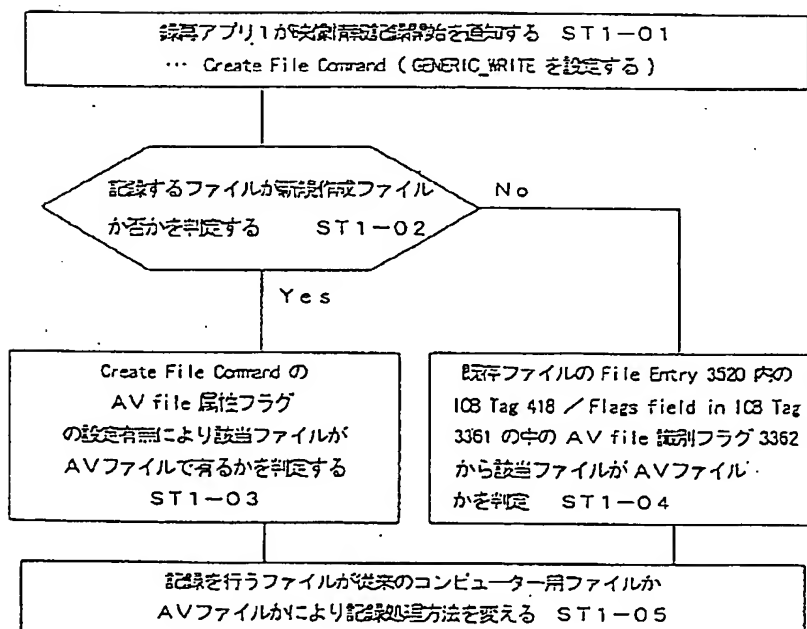 録再アプリ1が映像情報記録開始を通知する ST1-01
… Create File Command ( GENERIC_WRITE を設定する )
記録するファイルが新規作成ファイル
か否かを判定する ST1-02
No
Yes
Create File Command の
AV file 属性フラグ
の設定有無により該当ファイルが
AVファイルで有るかを判定する
ST1-03
既存ファイルの File Entry 3520 内の
ICB Tag 418 / Flags field in ICB Tag
3361 の中の AV file 識別フラグ 3362
から該当ファイルがAVファイル
かを判定 ST1-04
記録を行うファイルが従来のコンピューター用ファイルか
AVファイルかにより記録処理方法を変える ST1-05